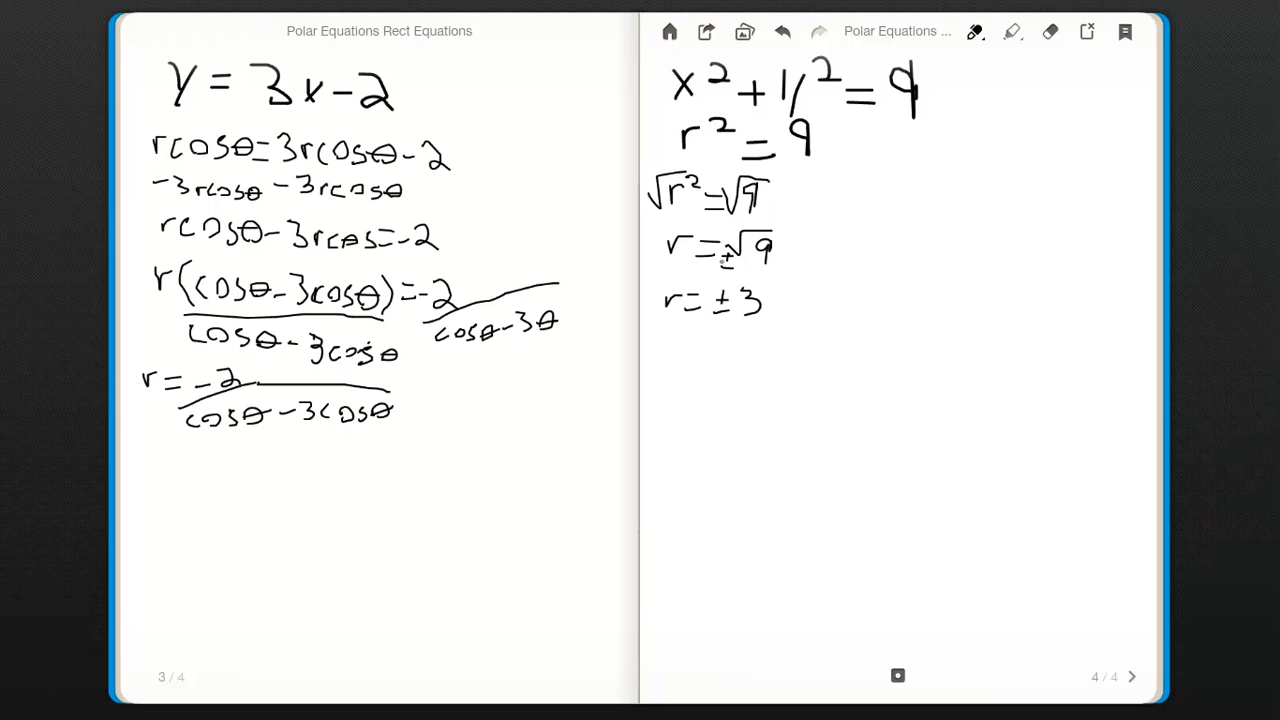 Polar Equations Rect Equations
y = 3x - 2
rcosθ = 3rcosθ - 2
-3rcosθ - 3rcosθ
rcosθ - 3rcosθ = -2
r(cosθ - 3cosθ) = -2
cosθ - 3cosθ cosθ - 3θ
r = -2
cosθ - 3cosθ
3 / 4
Polar Equations ...
x² + y² = 9
r² = 9
√r² = √9
r = ±√9
r = ± 3
4 / 4